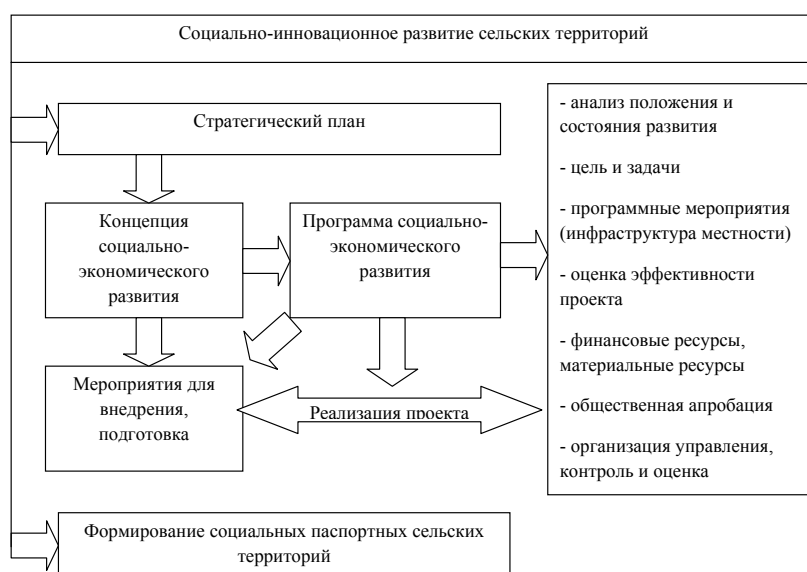 Социально-инновационное развитие сельских территорий
Стратегический план
Концепция
социально-
экономического
развития
Программа социально-
экономического
развития
Мероприятия для
внедрения,
подготовка
Реализация проекта
- анализ положения и
состояния развития
- цель и задачи
- программные мероприятия
(инфраструктура местности)
- оценка эффективности
проекта
- финансовые ресурсы,
материальные ресурсы
- общественная апробация
- организация управления,
контроль и оценка
Формирование социальных паспортных сельских
территорий